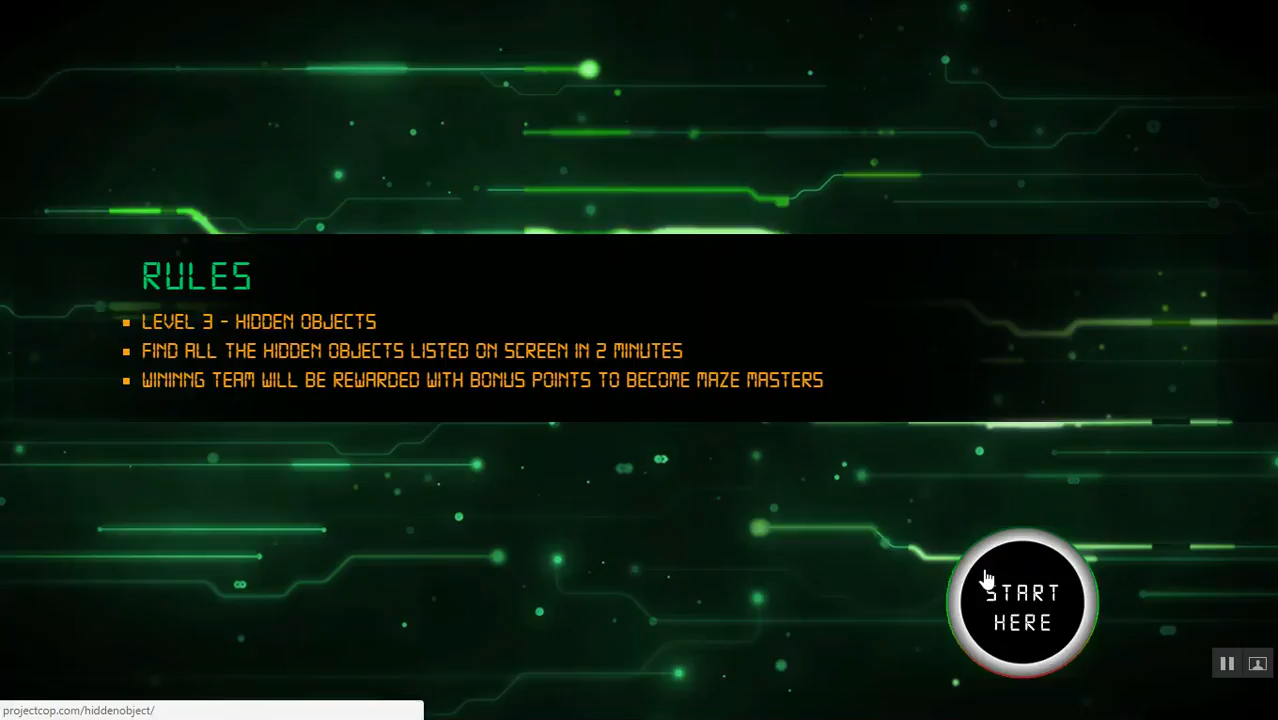 RULES
LEVEL 3 - HIDDEN OBJECTS
FIND ALL THE HIDDEN OBJECTS LISTED ON SCREEN IN 2 MINUTES
WININNG TEAM WILL BE REWARDED WITH BONUS POINTS TO BECOME MAZE MASTERS
START
HERE
projectcop.com/hiddenobject/